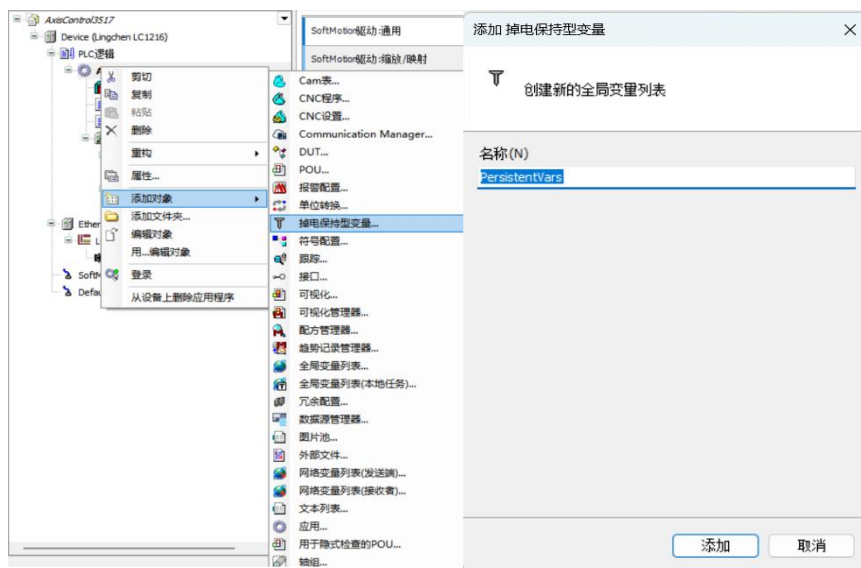 AxisControl3517
Device (Lingchen LC1216)
PLC逻辑
剪切
复制
粘贴
删除
重构
属性...
添加对象
添加文件夹...
编辑对象
用...编辑对象
登录
从设备上删除应用程序
Ether
SoftM
Defau
SoftMotion驱动:通用
SoftMotion驱动:缩放/映射
Cam表...
CNC程序...
CNC设置...
Communication Manager...
DUT...
POU...
报警配置...
单位转换...
掉电保持型变量...
符号配置...
跟踪...
接口...
可视化...
可视化管理器...
配方管理器...
趋势记录管理器...
全局变量列表...
全局变量列表(本地任务)...
冗余配置...
数据源管理器...
图片池...
外部文件...
网络变量列表(发送端)...
网络变量列表(接收者)...
文本列表...
应用...
用于隐式检查的POU...
轴组...
添加 掉电保持型变量
创建新的全局变量列表
名称(N)
PersistentVars
添加
取消